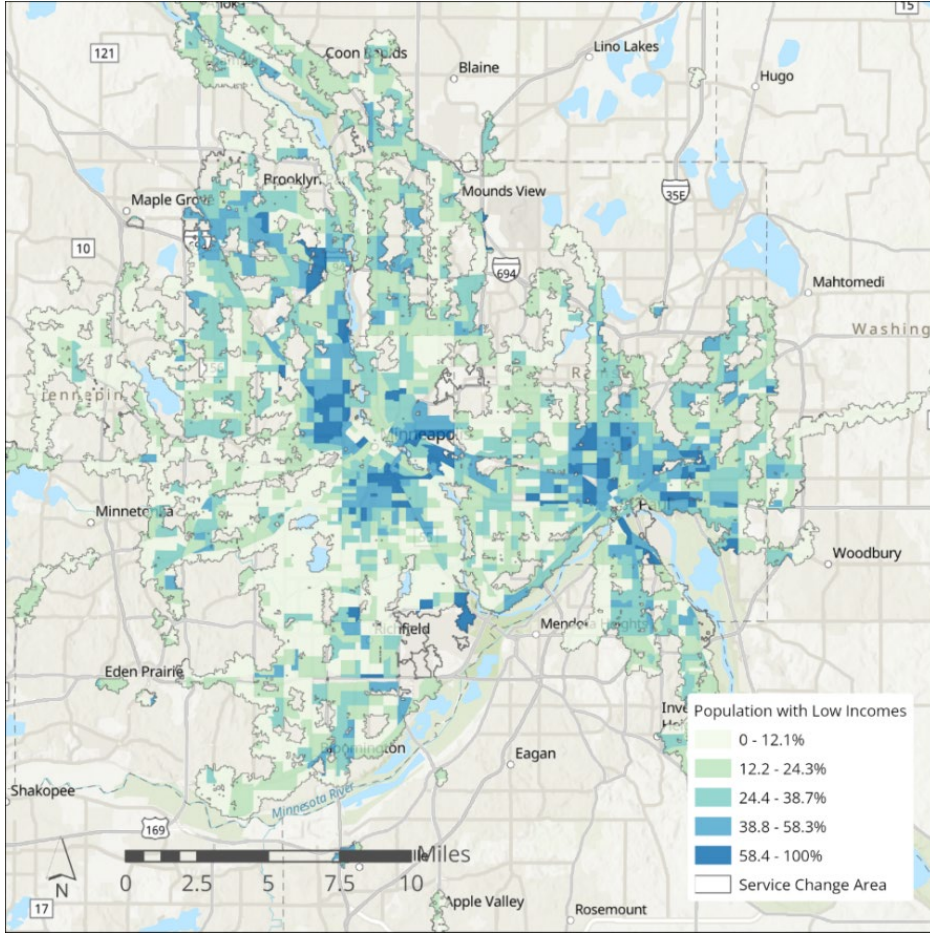 15
121
Coon Rapids
Blaine
Lino Lakes
Hugo
Brooklyn
Maple Grove
Mounds View
35E
10
694
Mahtomedi
Washing
Hennepin
Minneapolis
Minnetonka
Woodbury
Richfield
Mendota Heights
Eden Prairie
Bloomington
Eagan
Minnesota River
Shakopee
169
Miles
0 2.5 5 7.5 10
N
17
Apple Valley
Rosemount
Population with Low Incomes
0 - 12.1%
12.2 - 24.3%
24.4 - 38.7%
38.8 - 58.3%
58.4 - 100%
Service Change Area